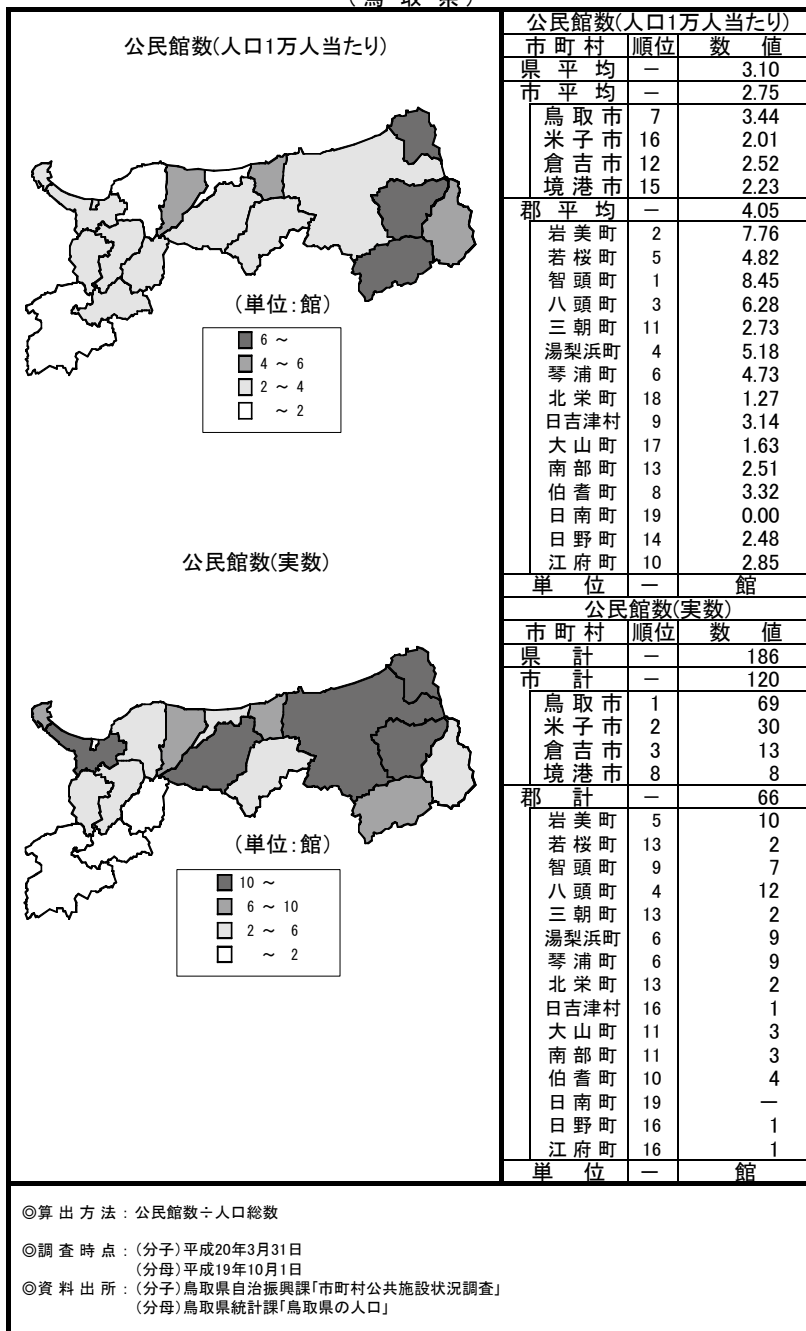 (鳥取県)
公民館数(人口1万人当たり)
(単位:館)
6 ~
4 ~ 6
2 ~ 4
~ 2
公民館数(実数)
(単位:館)
10 ~
6 ~ 10
2 ~ 6
~ 2
公民館数(人口1万人当たり)
市町村 順位 数値
県平均 － 3.10
市平均 － 2.75
鳥取市 7 3.44
米子市 16 2.01
倉吉市 12 2.52
境港市 15 2.23
郡平均 － 4.05
岩美町 2 7.76
若桜町 5 4.82
智頭町 1 8.45
八頭町 3 6.28
三朝町 11 2.73
湯梨浜町 4 5.18
琴浦町 6 4.73
北栄町 18 1.27
日吉津村 9 3.14
大山町 17 1.63
南部町 13 2.51
伯耆町 8 3.32
日南町 19 0.00
日野町 14 2.48
江府町 10 2.85
単位 － 館
公民館数(実数)
市町村 順位 数値
県計 － 186
市計 － 120
鳥取市 1 69
米子市 2 30
倉吉市 3 13
境港市 8 8
郡計 － 66
岩美町 5 10
若桜町 13 2
智頭町 9 7
八頭町 4 12
三朝町 13 2
湯梨浜町 6 9
琴浦町 6 9
北栄町 13 2
日吉津村 16 1
大山町 11 3
南部町 11 3
伯耆町 10 4
日南町 19 －
日野町 16 1
江府町 16 1
単位 － 館
◎算出方法:公民館数÷人口総数
◎調査時点:(分子)平成20年3月31日
(分母)平成19年10月1日
◎資料出所:(分子)鳥取県自治振興課「市町村公共施設状況調査」
(分母)鳥取県統計課「鳥取県の人口」